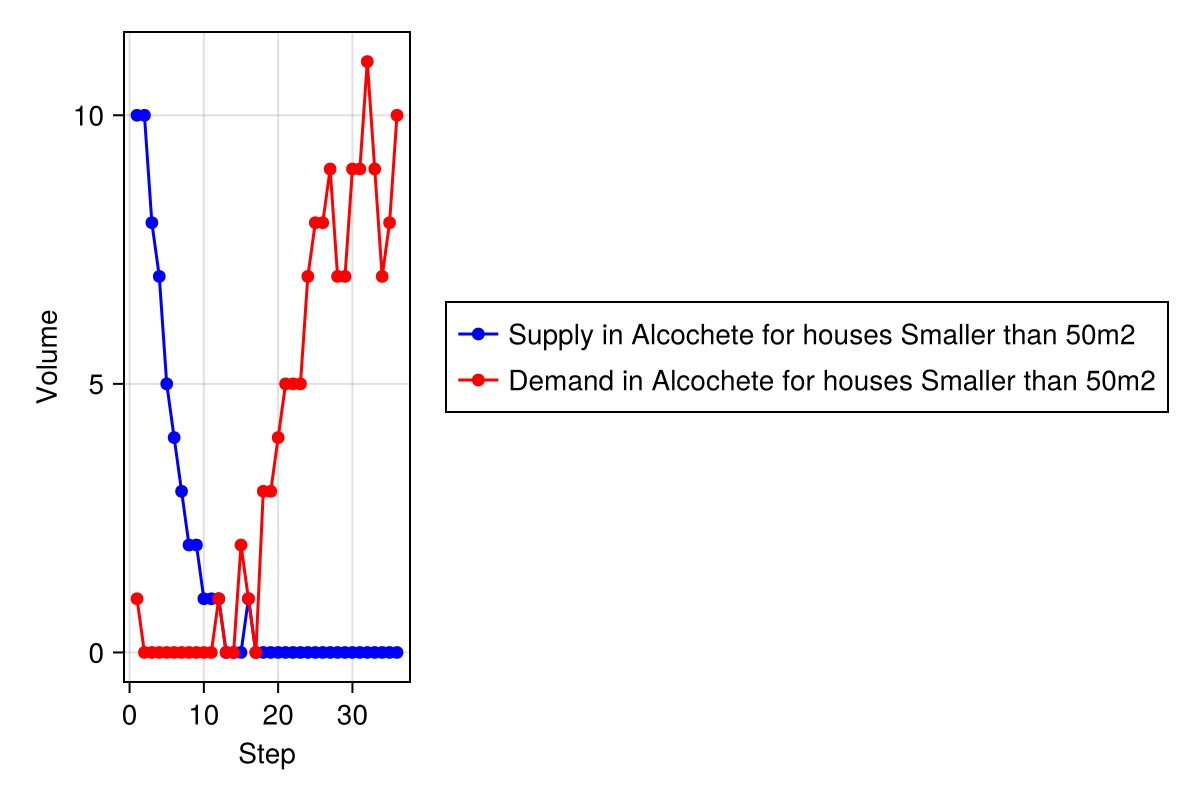 10
5
0
Volume
0 10 20 30
Step
Supply in Alcochete for houses Smaller than 50m2
Demand in Alcochete for houses Smaller than 50m2